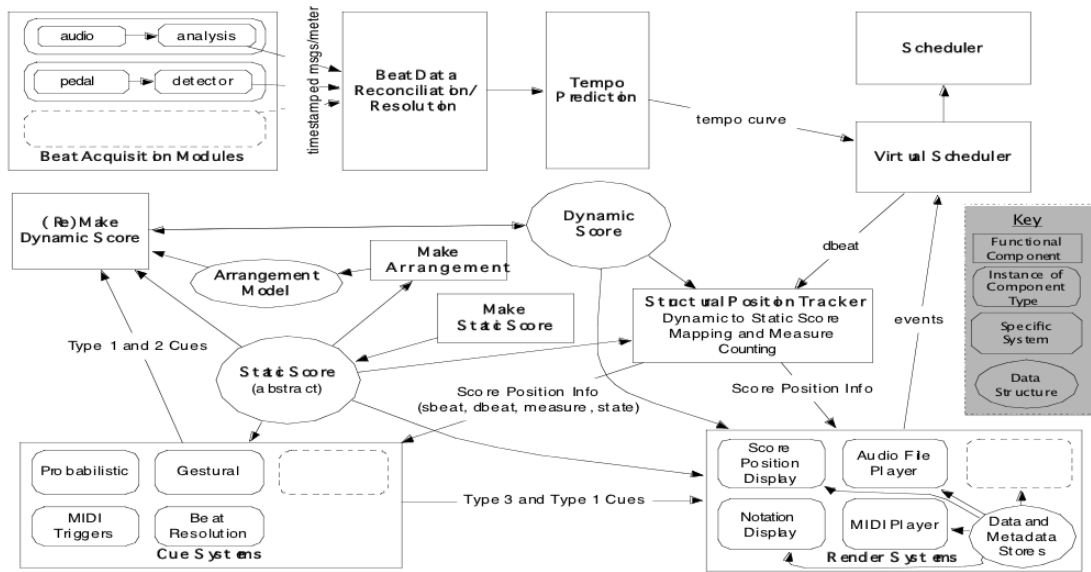 audio
analysis
pedal
detector
Beat Acquisition Modules
timestamped msgs/meter
Beat Data
Reconciliation/
Resolution
Tempo
Prediction
tempo curve
Scheduler
Virtual Scheduler
(Re)Make
Dynamic Score
Dynamic
Score
Make
Arrangement
Arrangement
Model
Make
Static Score
dbeat
Structural Position Tracker
Dynamic to Static Score
Mapping and Measure
Counting
events
Key
Functional
Component
Instance of
Component
Type
Specific
System
Data
Structure
Type 1 and 2 Cues
Static Score
(abstract)
Score Position Info
(sbeat, dbeat, measure, state)
Score Position Info
Probabilistic
Gestural
MIDI
Triggers
Beat
Resolution
Cue Systems
Type 3 and Type 1 Cues
Score
Position
Display
Audio File
Player
Notation
Display
MIDI Player
Data and
Metadata
Stores
Render Systems